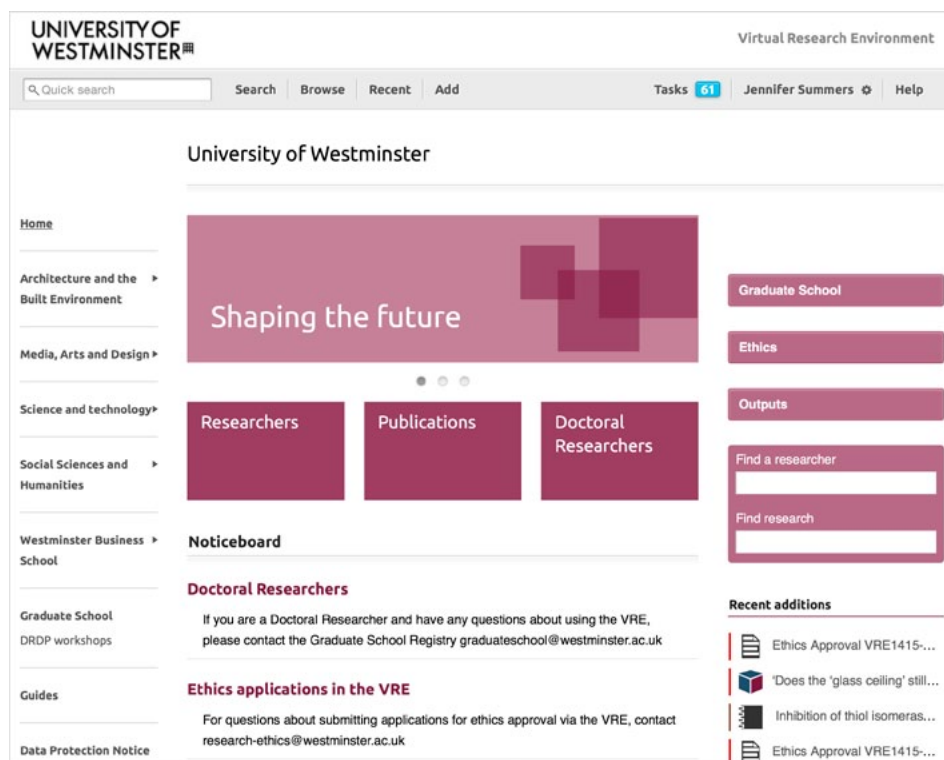 UNIVERSITY OF
WESTMINSTER
Virtual Research Environment
Quick search
Search
Browse
Recent
Add
Tasks 61
Jennifer Summers
Help
University of Westminster
Home
Architecture and the
Built Environment
Media, Arts and Design
Science and technology
Social Sciences and
Humanities
Westminster Business
School
Graduate School
DRDP workshops
Guides
Data Protection Notice
Shaping the future
Researchers
Publications
Doctoral
Researchers
Noticeboard
Doctoral Researchers
If you are a Doctoral Researcher and have any questions about using the VRE,
please contact the Graduate School Registry graduateschool@westminster.ac.uk
Ethics applications in the VRE
For questions about submitting applications for ethics approval via the VRE, contact
research-ethics@westminster.ac.uk
Graduate School
Ethics
Outputs
Find a researcher
Find research
Recent additions
Ethics Approval VRE1415-...
'Does the 'glass ceiling' still...
Inhibition of thiol isomeras...
Ethics Approval VRE1415-...